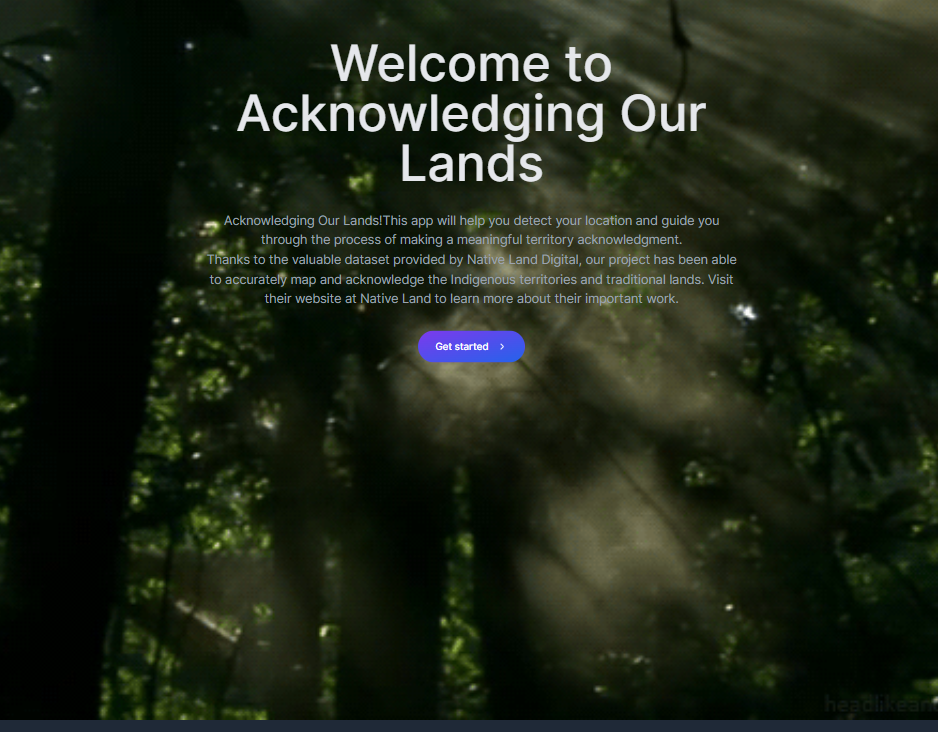 Welcome to
Acknowledging Our
Lands
Acknowledging Our Lands!This app will help you detect your location and guide you
through the process of making a meaningful territory acknowledgment.
Thanks to the valuable dataset provided by Native Land Digital, our project has been able
to accurately map and acknowledge the Indigenous territories and traditional lands. Visit
their website at Native Land to learn more about their important work.
Get started